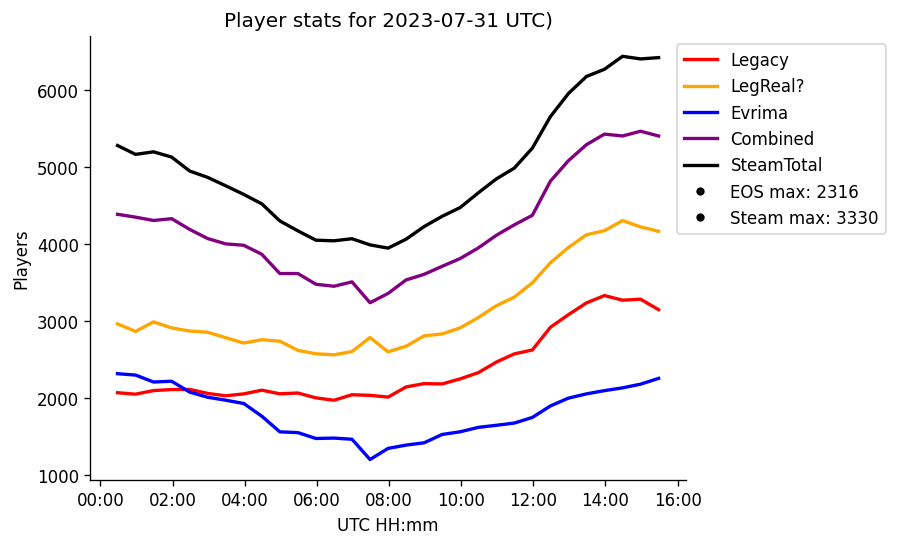 Player stats for 2023-07-31 UTC)
Legacy
LegReal?
Evrima
Combined
SteamTotal
EOS max: 2316
Steam max: 3330
Players
6000
5000
4000
3000
2000
1000
00:00 02:00 04:00 06:00 08:00 10:00 12:00 14:00 16:00
UTC HH:mm